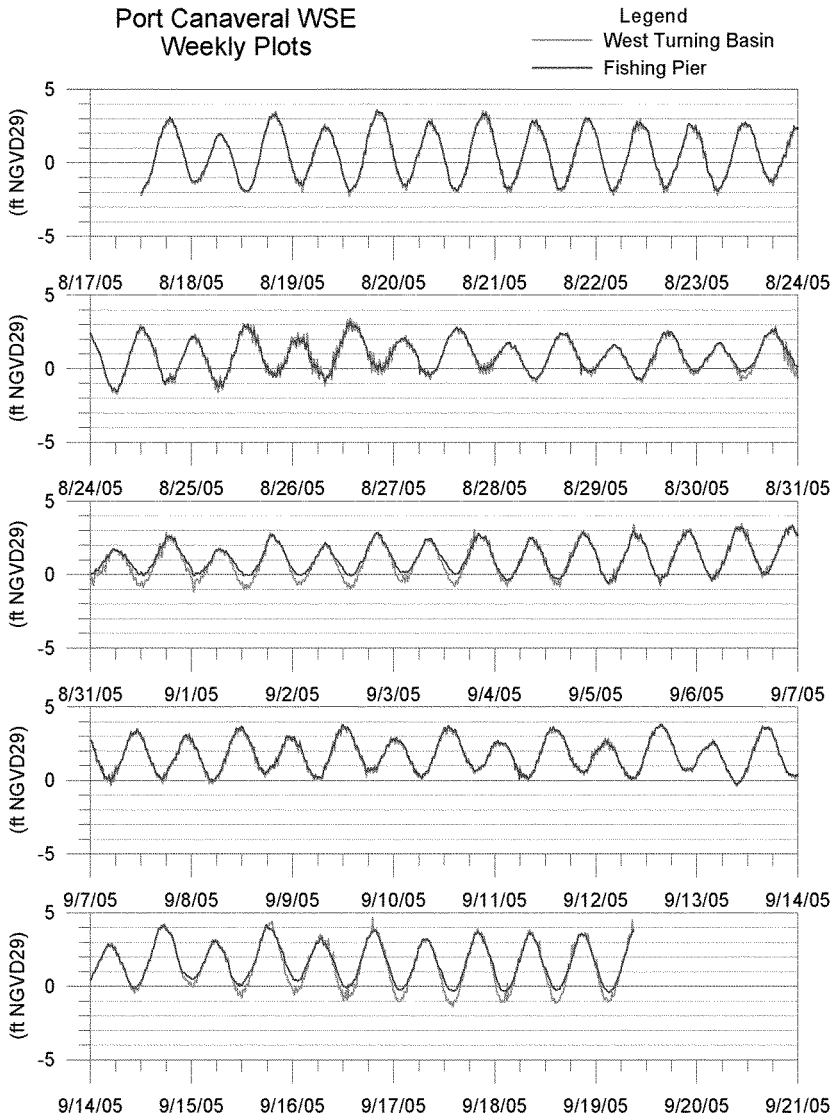 Port Canaveral WSE
Weekly Plots
Legend
West Turning Basin
Fishing Pier
5
0
-5
(ft NGVD29)
8/17/05 8/18/05 8/19/05 8/20/05 8/21/05 8/22/05 8/23/05 8/24/05
5
0
-5
(ft NGVD29)
8/24/05 8/25/05 8/26/05 8/27/05 8/28/05 8/29/05 8/30/05 8/31/05
5
0
-5
(ft NGVD29)
8/31/05 9/1/05 9/2/05 9/3/05 9/4/05 9/5/05 9/6/05 9/7/05
5
0
-5
(ft NGVD29)
9/7/05 9/8/05 9/9/05 9/10/05 9/11/05 9/12/05 9/13/05 9/14/05
5
0
-5
(ft NGVD29)
9/14/05 9/15/05 9/16/05 9/17/05 9/18/05 9/19/05 9/20/05 9/21/05